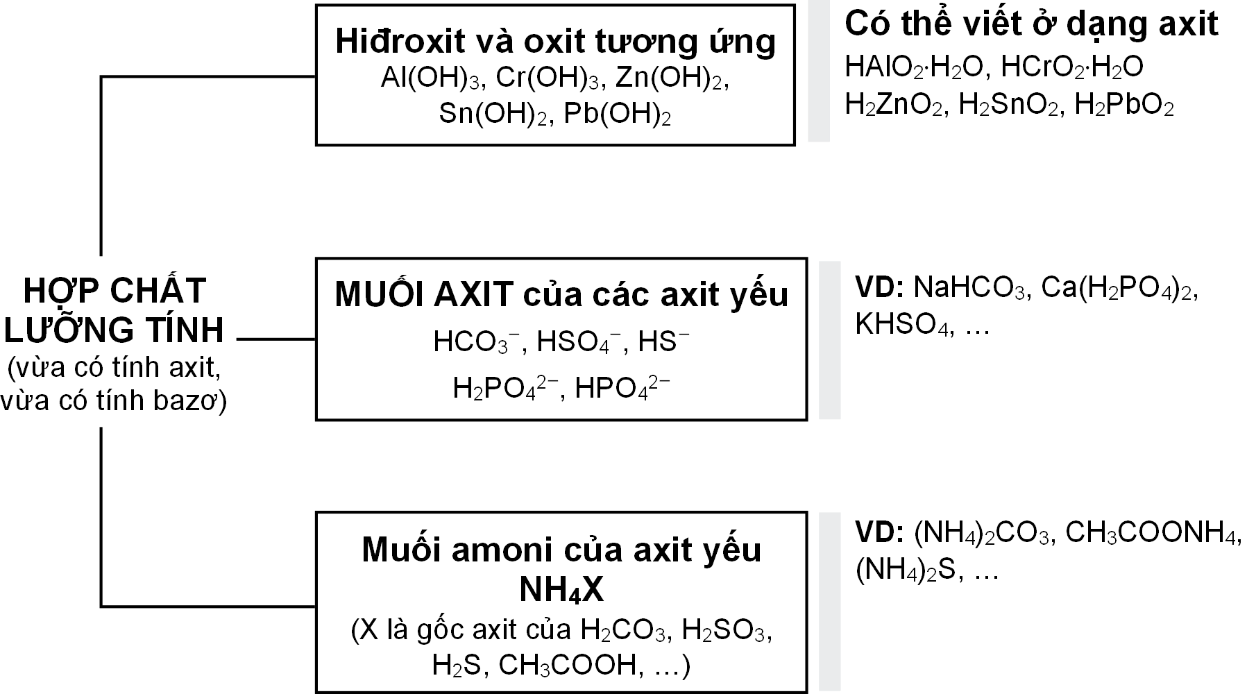 Hiđroxit và oxit tương ứng
Al(OH)₃, Cr(OH)₃, Zn(OH)₂,
Sn(OH)₂, Pb(OH)₂
Có thể viết ở dạng axit
HAlO₂·H₂O, HCrO₂·H₂O
H₂ZnO₂, H₂SnO₂, H₂PbO₂
HỢP CHẤT
LƯỠNG TÍNH
(vừa có tính axit,
vừa có tính bazơ)
MUỐI AXIT của các axit yếu
HCO₃⁻, HSO₄⁻, HS⁻
H₂PO₄²⁻, HPO₄²⁻
VD: NaHCO₃, Ca(H₂PO₄)₂,
KHSO₄, …
Muối amoni của axit yếu
NH₄X
(X là gốc axit của H₂CO₃, H₂SO₃,
H₂S, CH₃COOH, …)
VD: (NH₄)₂CO₃, CH₃COONH₄,
(NH₄)₂S, …